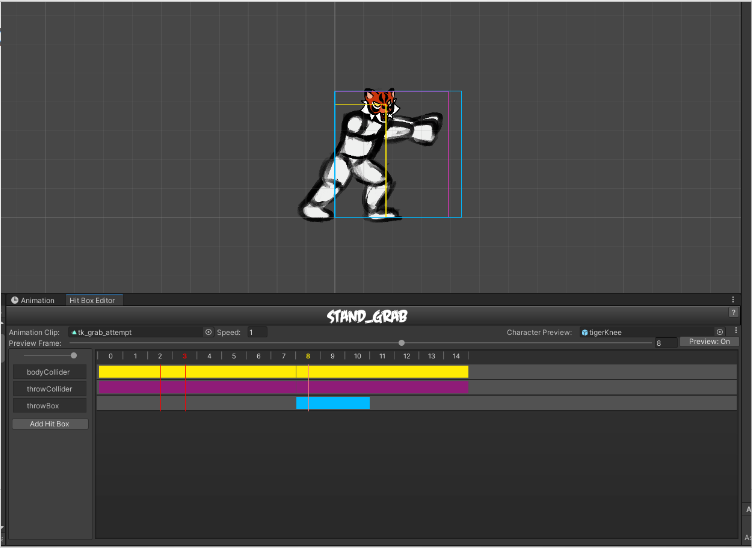 Animation Hit Box Editor
STAND_GRAB ?
Animation Clip: tk_grab_attempt Speed: 1 Character Preview: tigerKnee
Preview Frame: 8 Preview: On
0 1 2 3 4 5 6 7 8 9 10 11 12 13 14
bodyCollider
throwCollider
throwBox
Add Hit Box